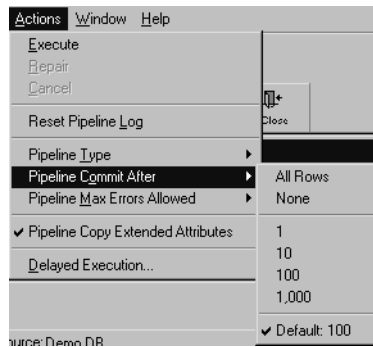 Actions Window Help
Execute
Repair
Cancel
Close
Reset Pipeline Log
Pipeline Type
Pipeline Commit After
Pipeline Max Errors Allowed
Pipeline Copy Extended Attributes
Delayed Execution...
All Rows
None
1
10
100
1,000
Default: 100
urce: Demo DB